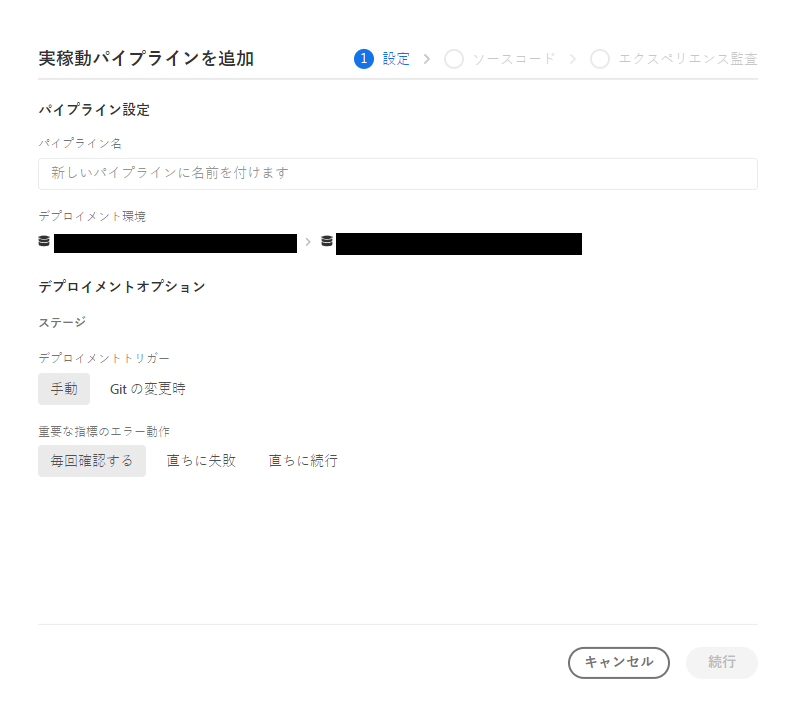 実稼動パイプラインを追加
1 設定 ソースコード エクスペリエンス監査
パイプライン設定
パイプライン名
新しいパイプラインに名前を付けます
デプロイメント環境
デプロイメントオプション
ステージ
デプロイメントトリガー
手動 Git の変更時
重要な指標のエラー動作
毎回確認する 直ちに失敗 直ちに続行
キャンセル 続行